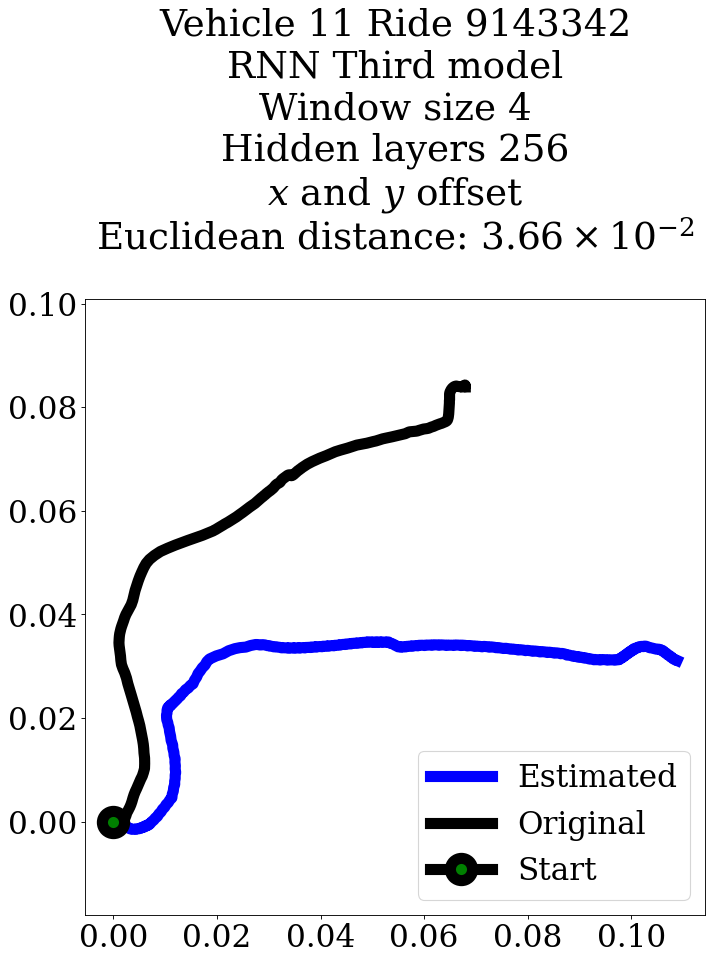 Vehicle 11 Ride 9143342
RNN Third model
Window size 4
Hidden layers 256
x and y offset
Euclidean distance: 3.66 × 10⁻²
0.10
0.08
0.06
0.04
0.02
0.00
Estimated
Original
Start
0.00 0.02 0.04 0.06 0.08 0.10